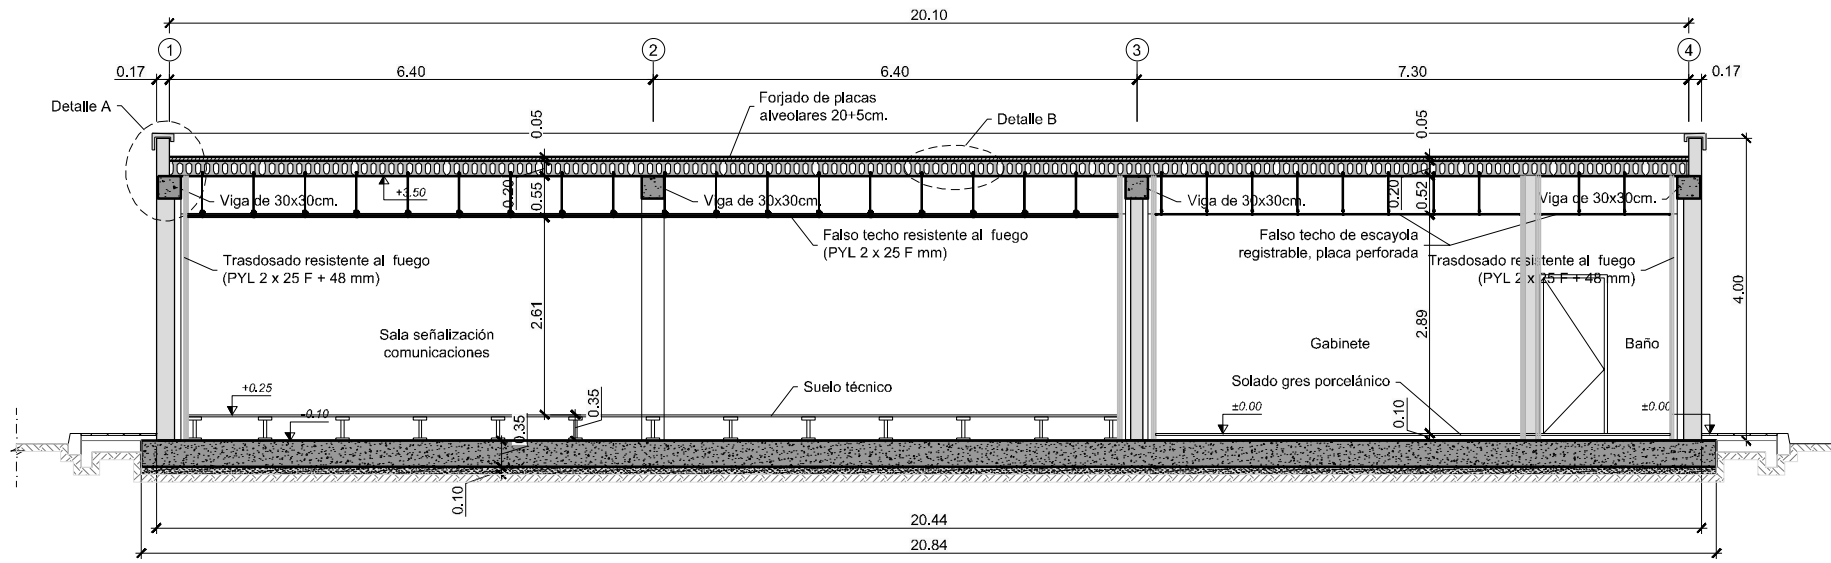 20.10
1
2
3
4
0.17
6.40
6.40
7.30
0.17
Detalle A
Forjado de placas
alveolares 20+5cm.
Detalle B
0.05
0.05
+3.50
0.20
0.55
0.20
0.52
Viga de 30x30cm.
Viga de 30x30cm.
Viga de 30x30cm.
Viga de 30x30cm.
Trasdosado resistente al fuego
(PYL 2 x 25 F + 48 mm)
Falso techo resistente al fuego
(PYL 2 x 25 F mm)
Falso techo de escayola
registrable, placa perforada
Trasdosado resistente al fuego
(PYL 2 x 25 F + 48 mm)
4.00
2.61
2.89
Sala señalización
comunicaciones
Gabinete
Baño
+0.25
-0.10
Suelo técnico
0.35
0.35
Solado gres porcelánico
±0.00
0.10
±0.00
0.10
20.44
20.84